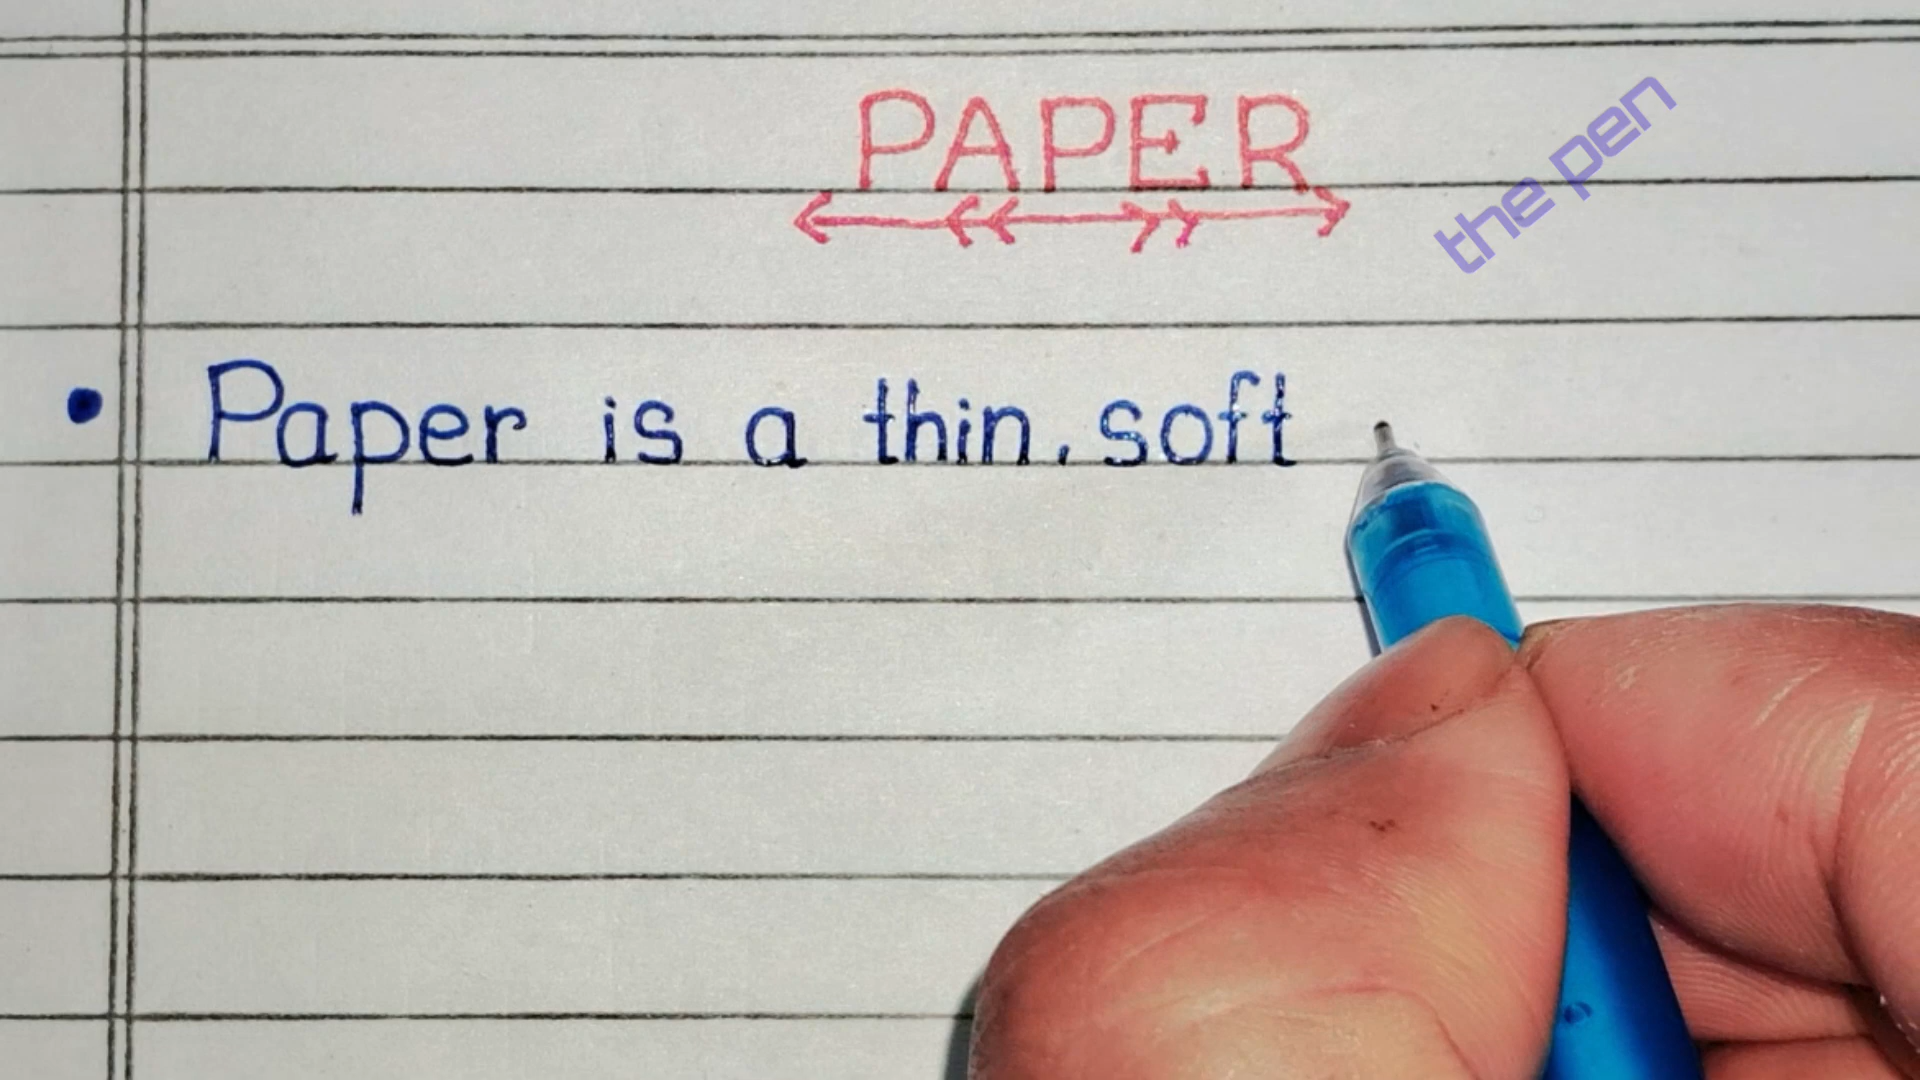 PAPER
the pen
• Paper is a thin, soft